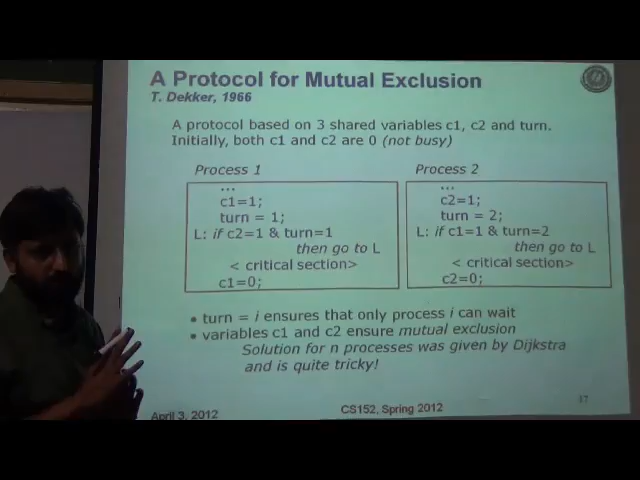 A Protocol for Mutual Exclusion
T. Dekker, 1966
A protocol based on 3 shared variables c1, c2 and turn.
Initially, both c1 and c2 are 0 (not busy)
Process 1
...
c1=1;
turn = 1;
L: if c2=1 & turn=1
then go to L
< critical section>
c1=0;
Process 2
...
c2=1;
turn = 2;
L: if c1=1 & turn=2
then go to L
< critical section>
c2=0;
• turn = i ensures that only process i can wait
• variables c1 and c2 ensure mutual exclusion
Solution for n processes was given by Dijkstra
and is quite tricky!
April 3, 2012
CS152, Spring 2012
37